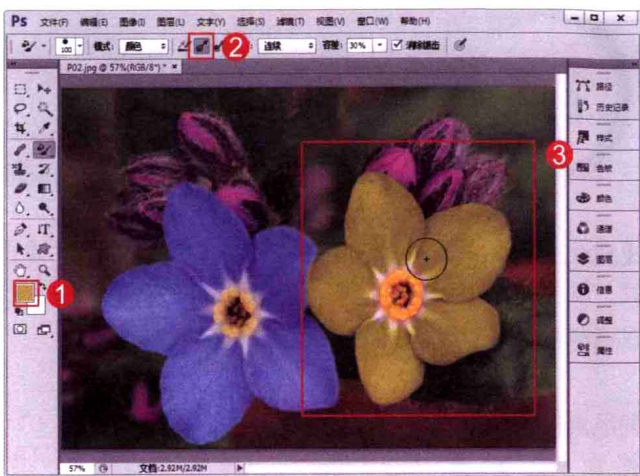 Ps 文件(F) 编辑(E) 图像(I) 图层(L) 文字(Y) 选择(S) 滤镜(T) 视图(V) 窗口(W) 帮助(H)
100 模式: 颜色 2 连续 容差: 30% 消除锯齿
P02.jpg @ 57%(RGB/8*) * ×
路径
历史记录
样式
3
色板
颜色
通道
图层
1
信息
调整
属性
57% 文档:2.92M/2.92M